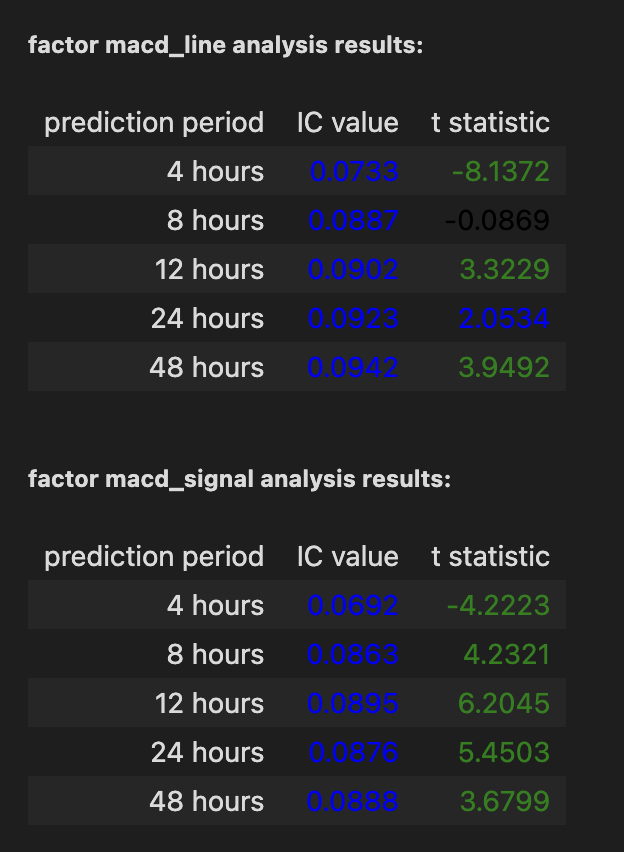 factor macd_line analysis results:
prediction period IC value t statistic
4 hours 0.0733 -8.1372
8 hours 0.0887 -0.0869
12 hours 0.0902 3.3229
24 hours 0.0923 2.0534
48 hours 0.0942 3.9492
factor macd_signal analysis results:
prediction period IC value t statistic
4 hours 0.0692 -4.2223
8 hours 0.0863 4.2321
12 hours 0.0895 6.2045
24 hours 0.0876 5.4503
48 hours 0.0888 3.6799